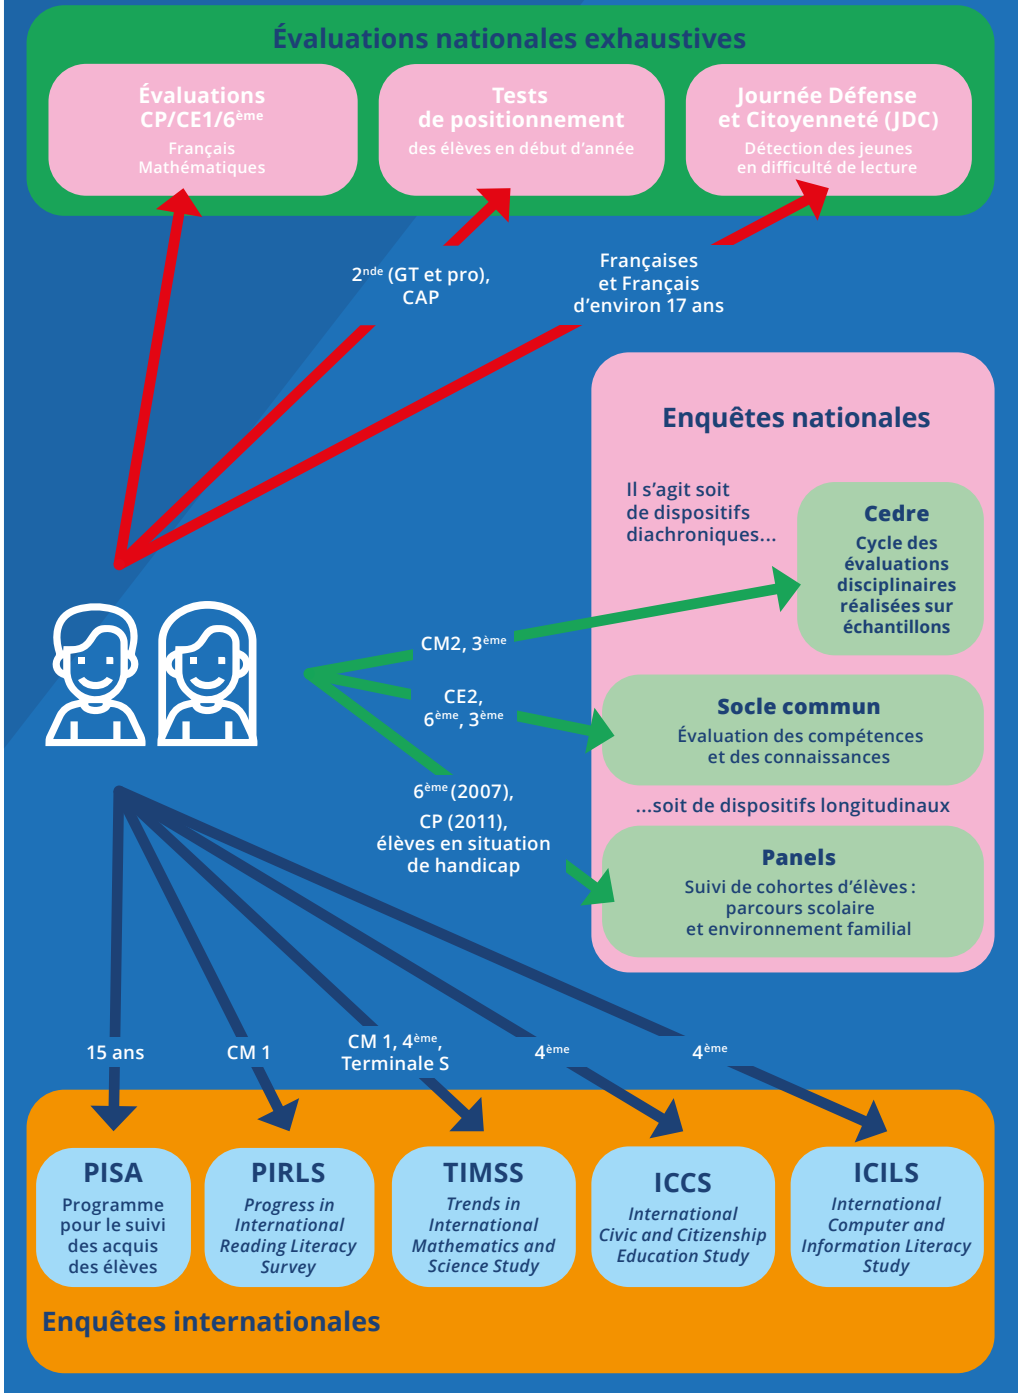 Évaluations nationales exhaustives
Évaluations
CP/CE1/6ème
Français
Mathématiques
Tests
de positionnement
des élèves en début d'année
Journée Défense
et Citoyenneté (JDC)
Détection des jeunes
en difficulté de lecture
2nde (GT et pro),
CAP
Françaises
et Français
d'environ 17 ans
Enquêtes nationales
Il s'agit soit
de dispositifs
diachroniques...
Cedre
Cycle des
évaluations
disciplinaires
réalisées sur
échantillons
CM2, 3ème
CE2,
6ème, 3ème
Socle commun
Évaluation des compétences
et des connaissances
...soit de dispositifs longitudinaux
6ème (2007),
CP (2011),
élèves en situation
de handicap
Panels
Suivi de cohortes d'élèves :
parcours scolaire
et environnement familial
15 ans
CM 1
CM 1, 4ème,
Terminale S
4ème
4ème
PISA
Programme
pour le suivi
des acquis
des élèves
PIRLS
Progress in
International
Reading Literacy
Survey
TIMSS
Trends in
International
Mathematics and
Science Study
ICCS
International
Civic and Citizenship
Education Study
ICILS
International
Computer and
Information Literacy
Study
Enquêtes internationales